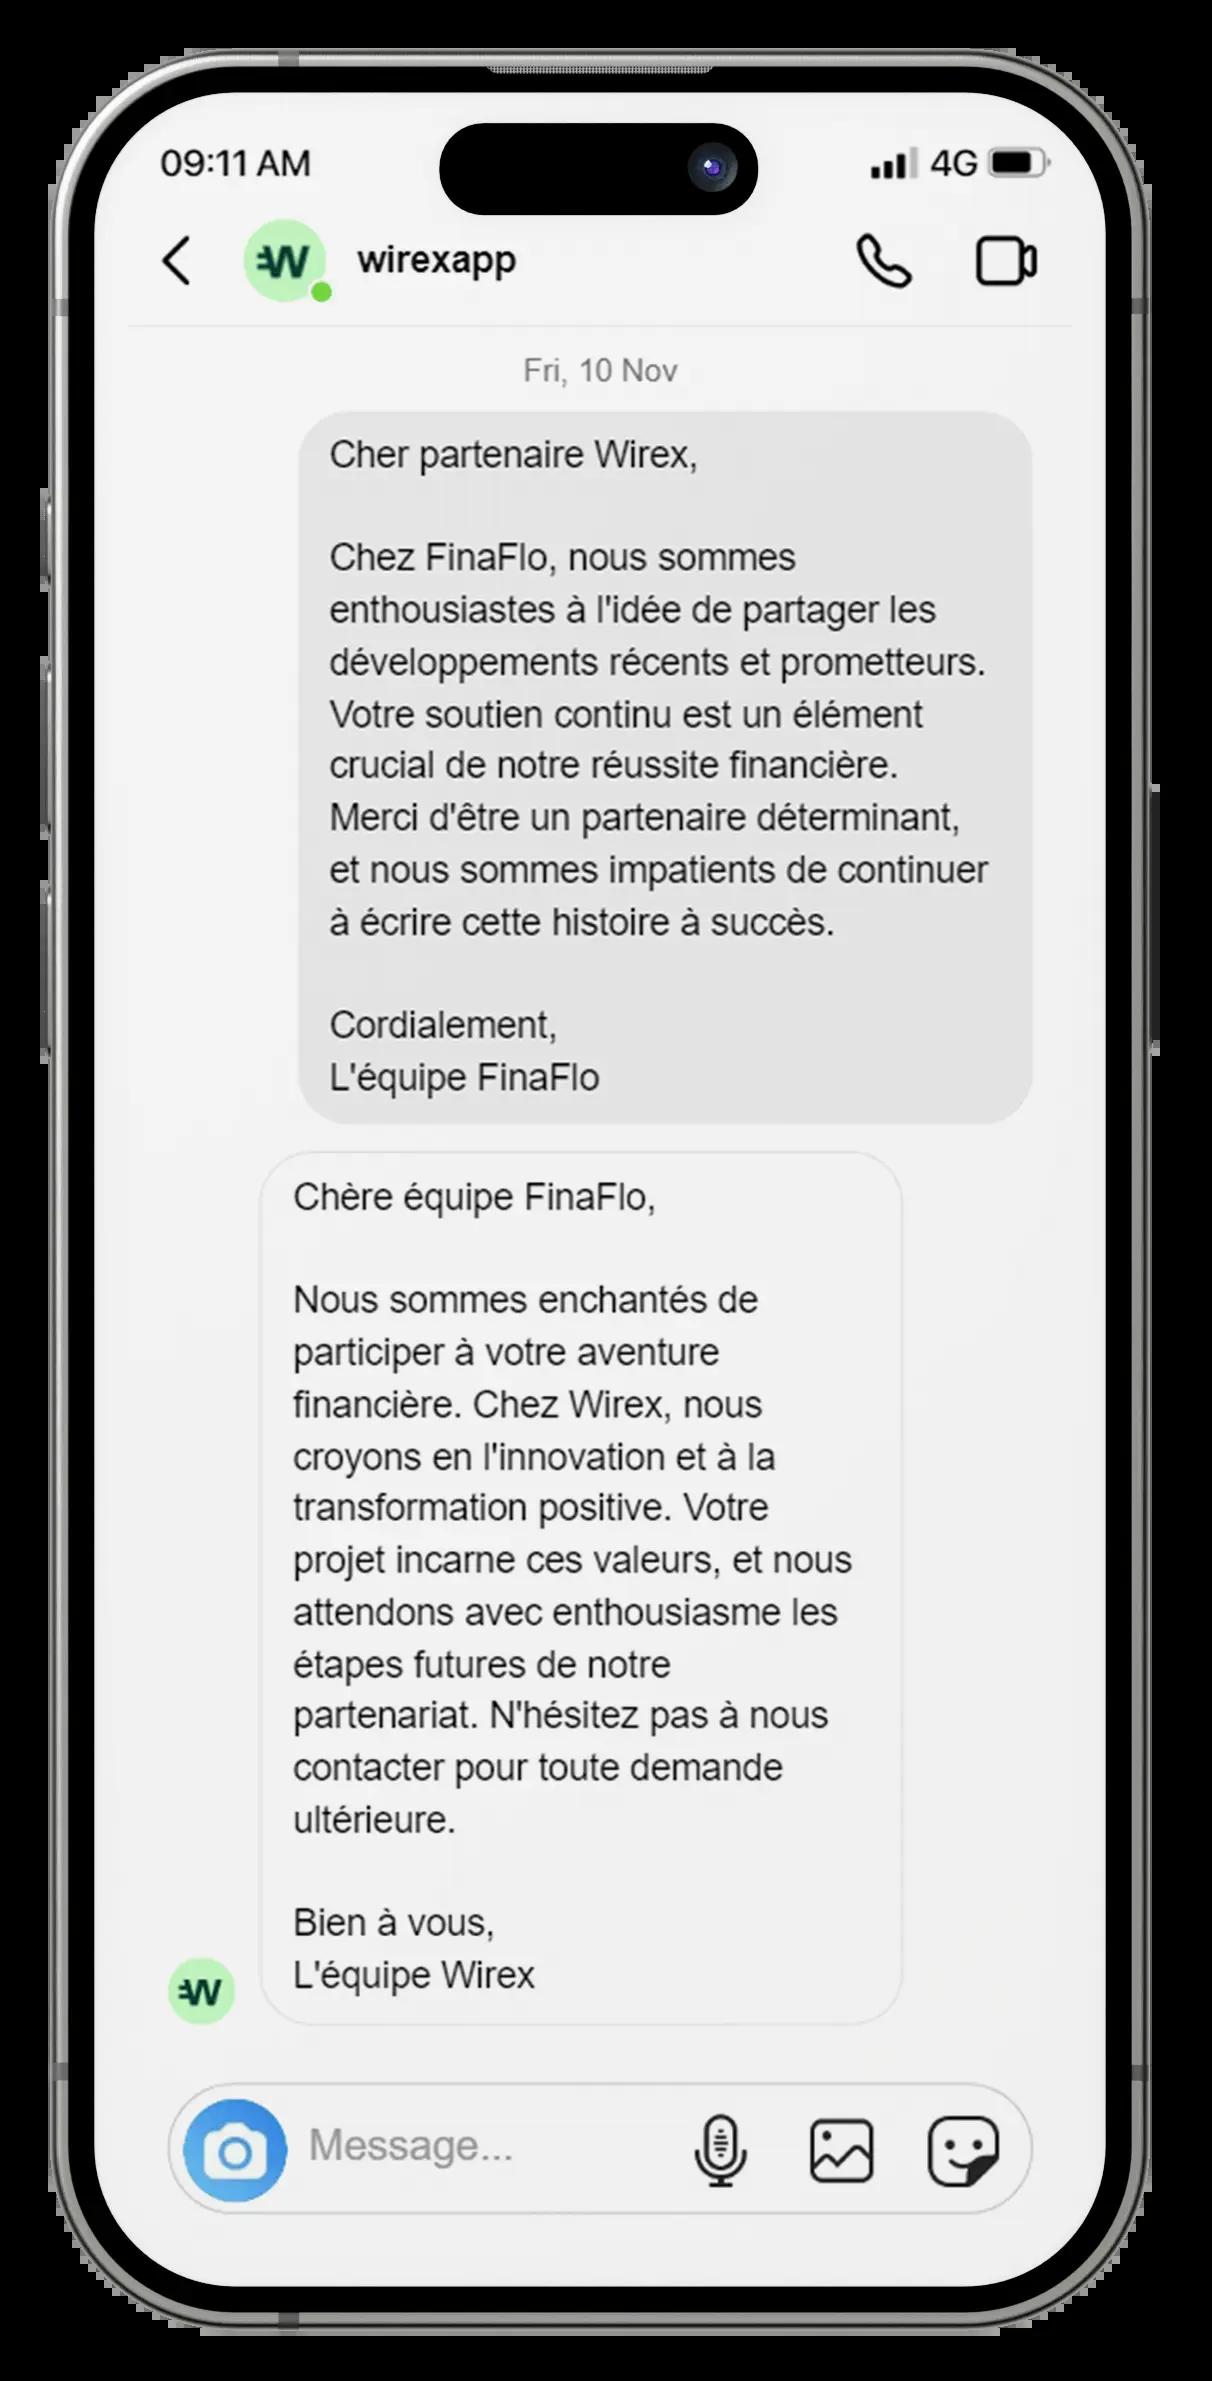 09:11 AM
4G
W
wirexapp
Fri, 10 Nov
Cher partenaire Wirex,
Chez FinaFlo, nous sommes
enthousiastes à l'idée de partager les
développements récents et prometteurs.
Votre soutien continu est un élément
crucial de notre réussite financière.
Merci d'être un partenaire déterminant,
et nous sommes impatients de continuer
à écrire cette histoire à succès.
Cordialement,
L'équipe FinaFlo
Chère équipe FinaFlo,
Nous sommes enchantés de
participer à votre aventure
financière. Chez Wirex, nous
croyons en l'innovation et à la
transformation positive. Votre
projet incarne ces valeurs, et nous
attendons avec enthousiasme les
étapes futures de notre
partenariat. N'hésitez pas à nous
contacter pour toute demande
ultérieure.
Bien à vous,
L'équipe Wirex
W
Message...